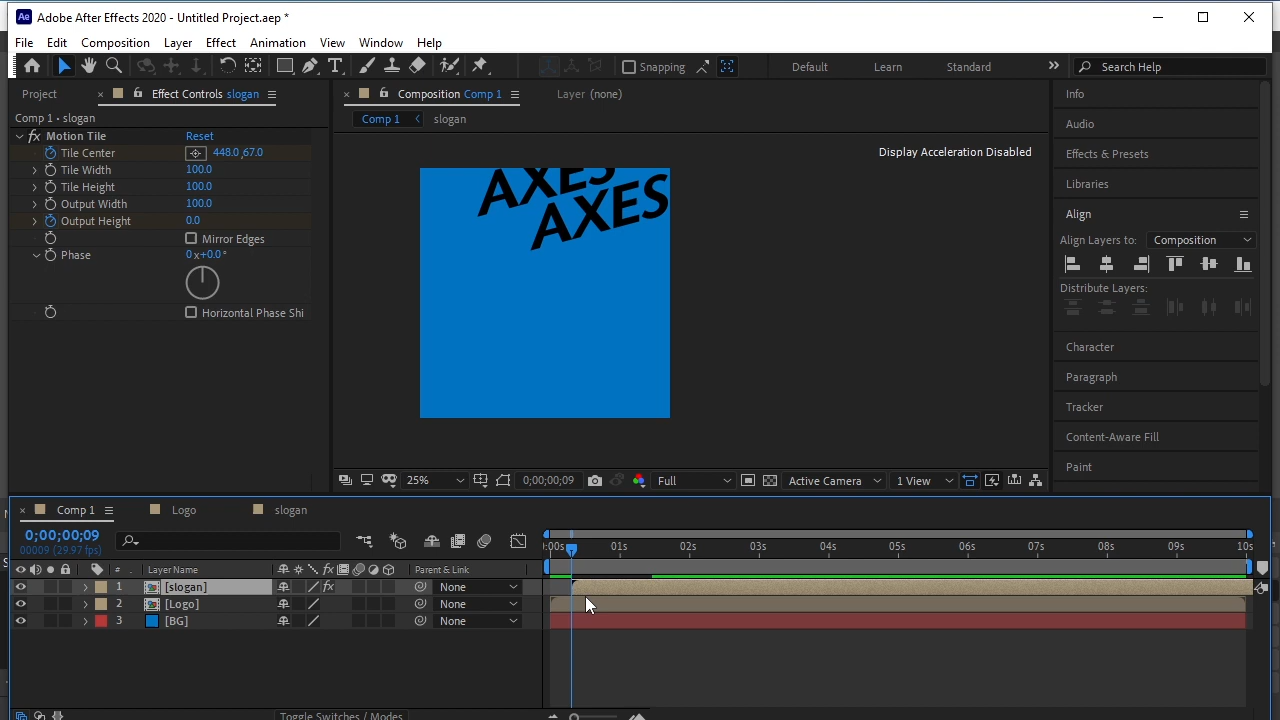 Adobe After Effects 2020 - Untitled Project.aep *
File Edit Composition Layer Effect Animation View Window Help
Snapping Default Learn Standard Search Help
Project Effect Controls slogan Composition Comp 1 Layer (none) Info
Comp 1 • slogan Comp 1 slogan Audio
fx Motion Tile Reset
Tile Center 448.0,67.0 Display Acceleration Disabled Effects & Presets
Tile Width 100.0
Tile Height 100.0 Libraries
Output Width 100.0
Output Height 0.0 Align
Mirror Edges Align Layers to: Composition
Phase 0x+0.0°
Distribute Layers:
Horizontal Phase Shi
AXES
AXES
Character
Paragraph
Tracker
Content-Aware Fill
Paint
25% 0;00;00;09 Full Active Camera 1 View
Comp 1 Logo slogan
0;00;00;09
00009 (29.97 fps)
:00s 01s 02s 03s 04s 05s 06s 07s 08s 09s 10s
# Layer Name fx Parent & Link
1 [slogan] fx None
2 [Logo] None
3 [BG] None
Toggle Switches / Modes